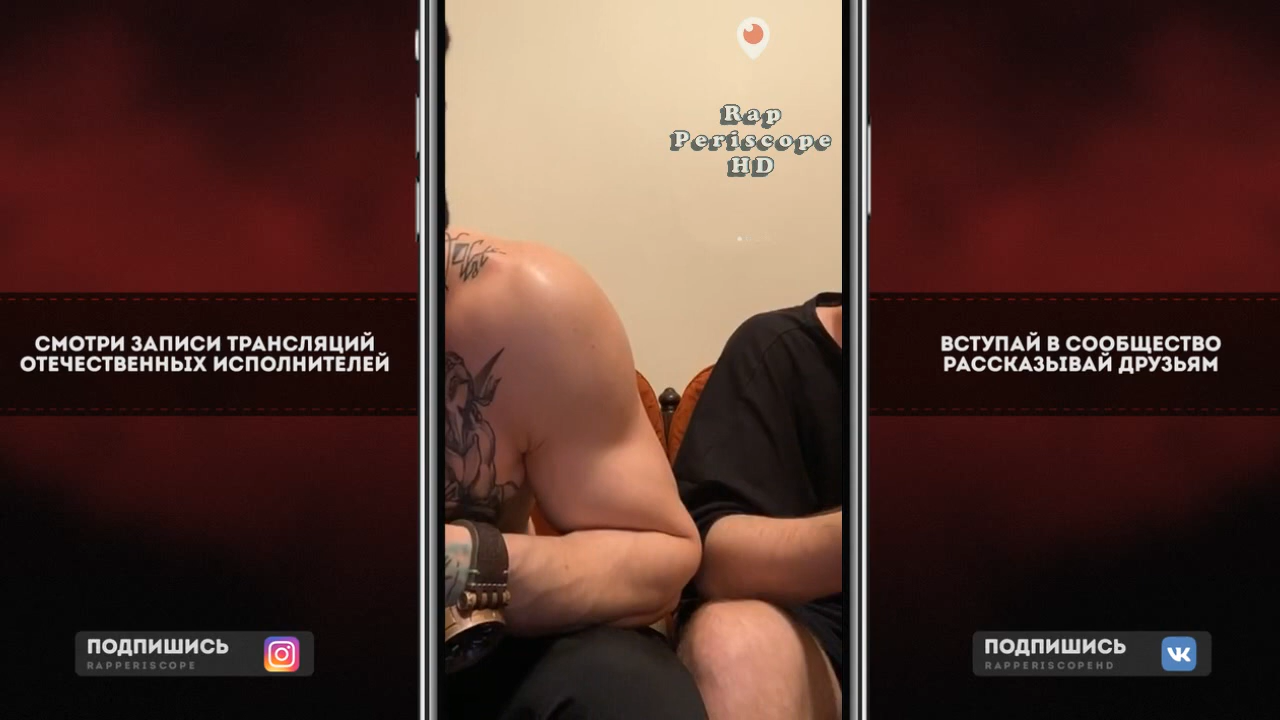 Rap
Periscope
HD
СМОТРИ ЗАПИСИ ТРАНСЛЯЦИЙ
ОТЕЧЕСТВЕННЫХ ИСПОЛНИТЕЛЕЙ
ВСТУПАЙ В СООБЩЕСТВО
РАССКАЗЫВАЙ ДРУЗЬЯМ
ПОДПИШИСЬ
RAPPERISCOPE
ПОДПИШИСЬ
RAPPERISCOPEHD